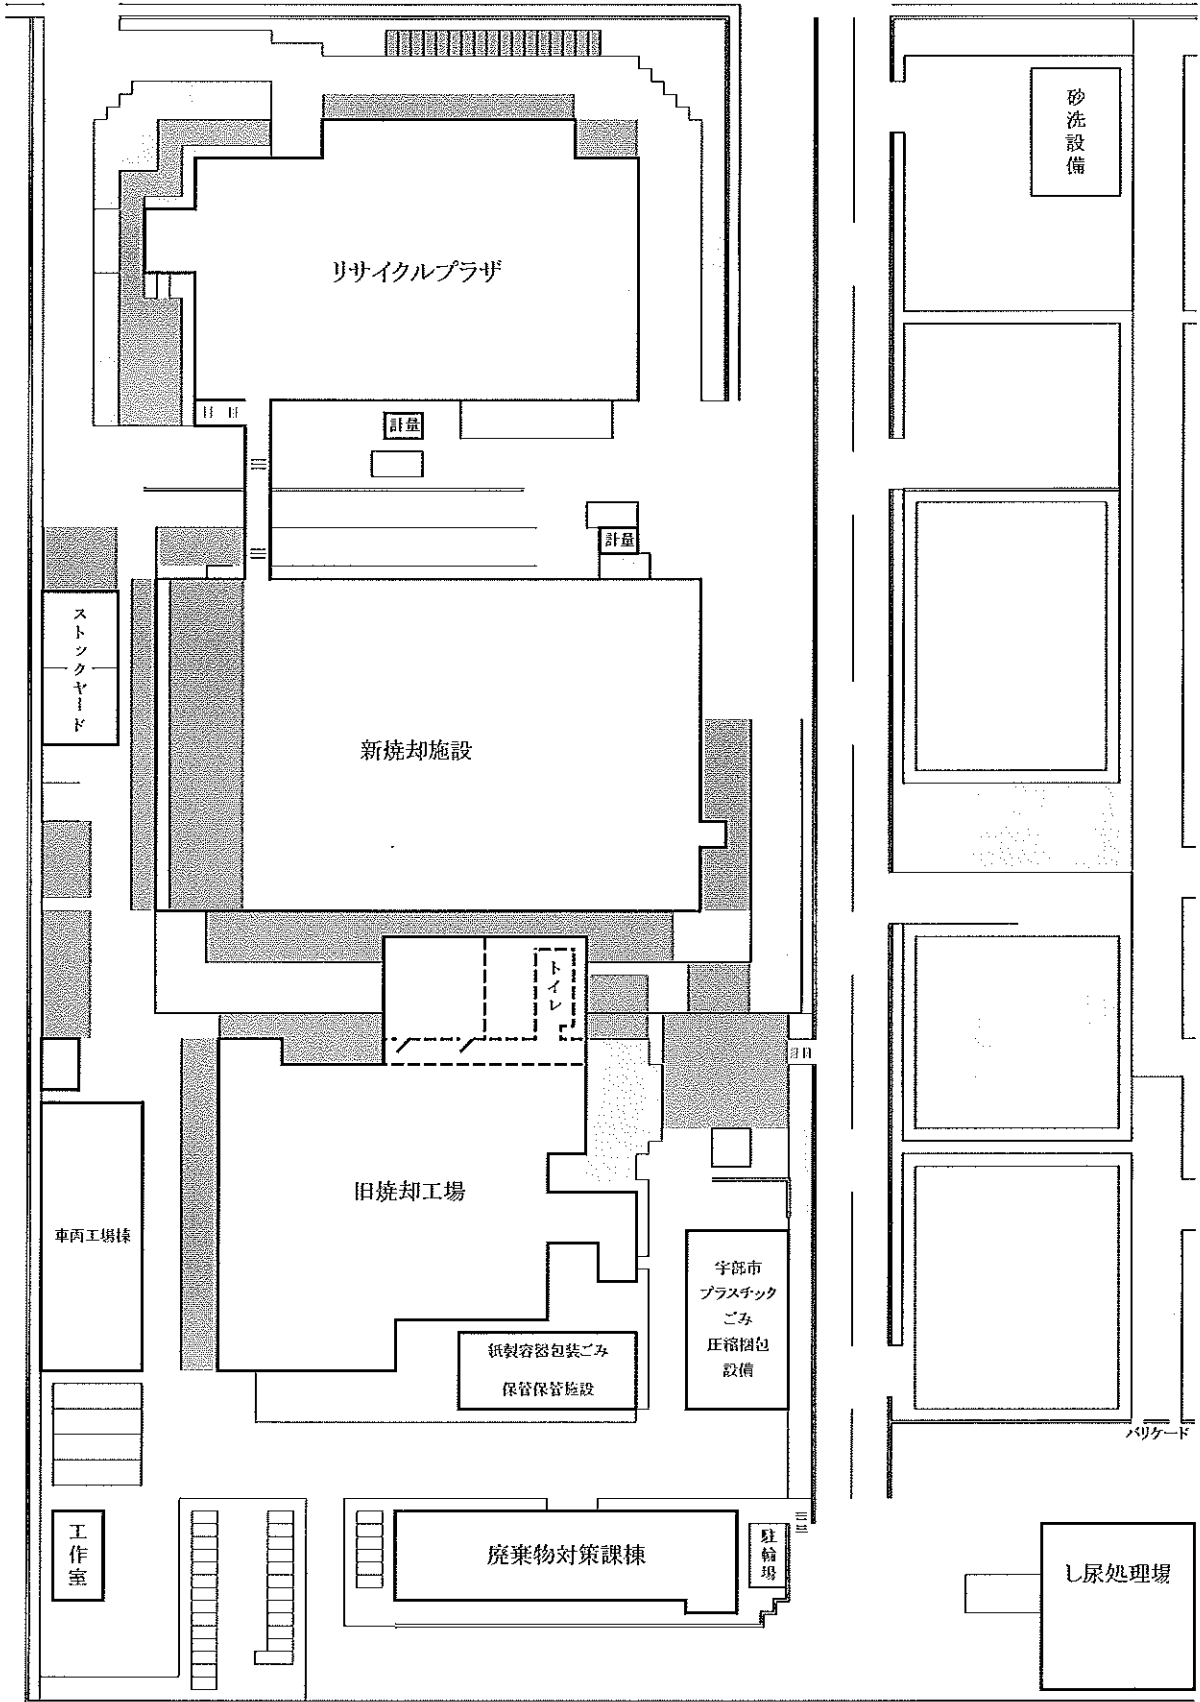 砂洗設備
リサイクルプラザ
計量
計量
ストックヤード
新焼却施設
トイレ
旧焼却工場
車両工場棟
宇部市
プラスチック
ごみ
圧縮梱包
設備
紙製容器包装ごみ
保管保管施設
バリケード
工作室
廃棄物対策課棟
駐輪場
し尿処理場